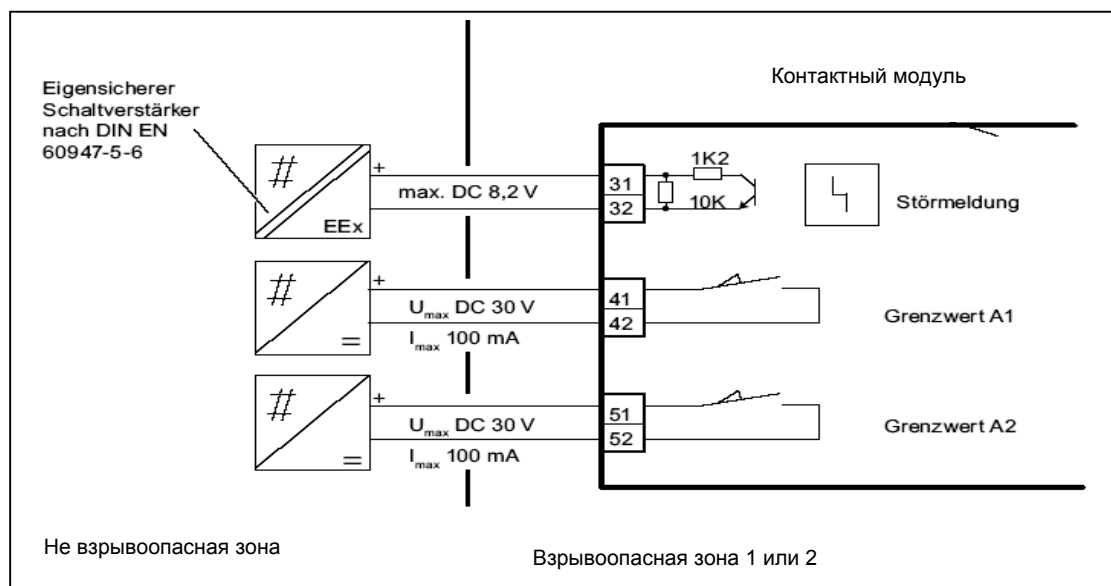 Контактный модуль
Eigensicherer
Schaltverstärker
nach DIN EN
60947-5-6
+
max. DC 8,2 V
EEx
31
32
1K2
10K
Störmeldung
+
Umax DC 30 V
Imax 100 mA
=
41
42
Grenzwert A1
+
Umax DC 30 V
Imax 100 mA
=
51
52
Grenzwert A2
Не взрывоопасная зона
Взрывоопасная зона 1 или 2